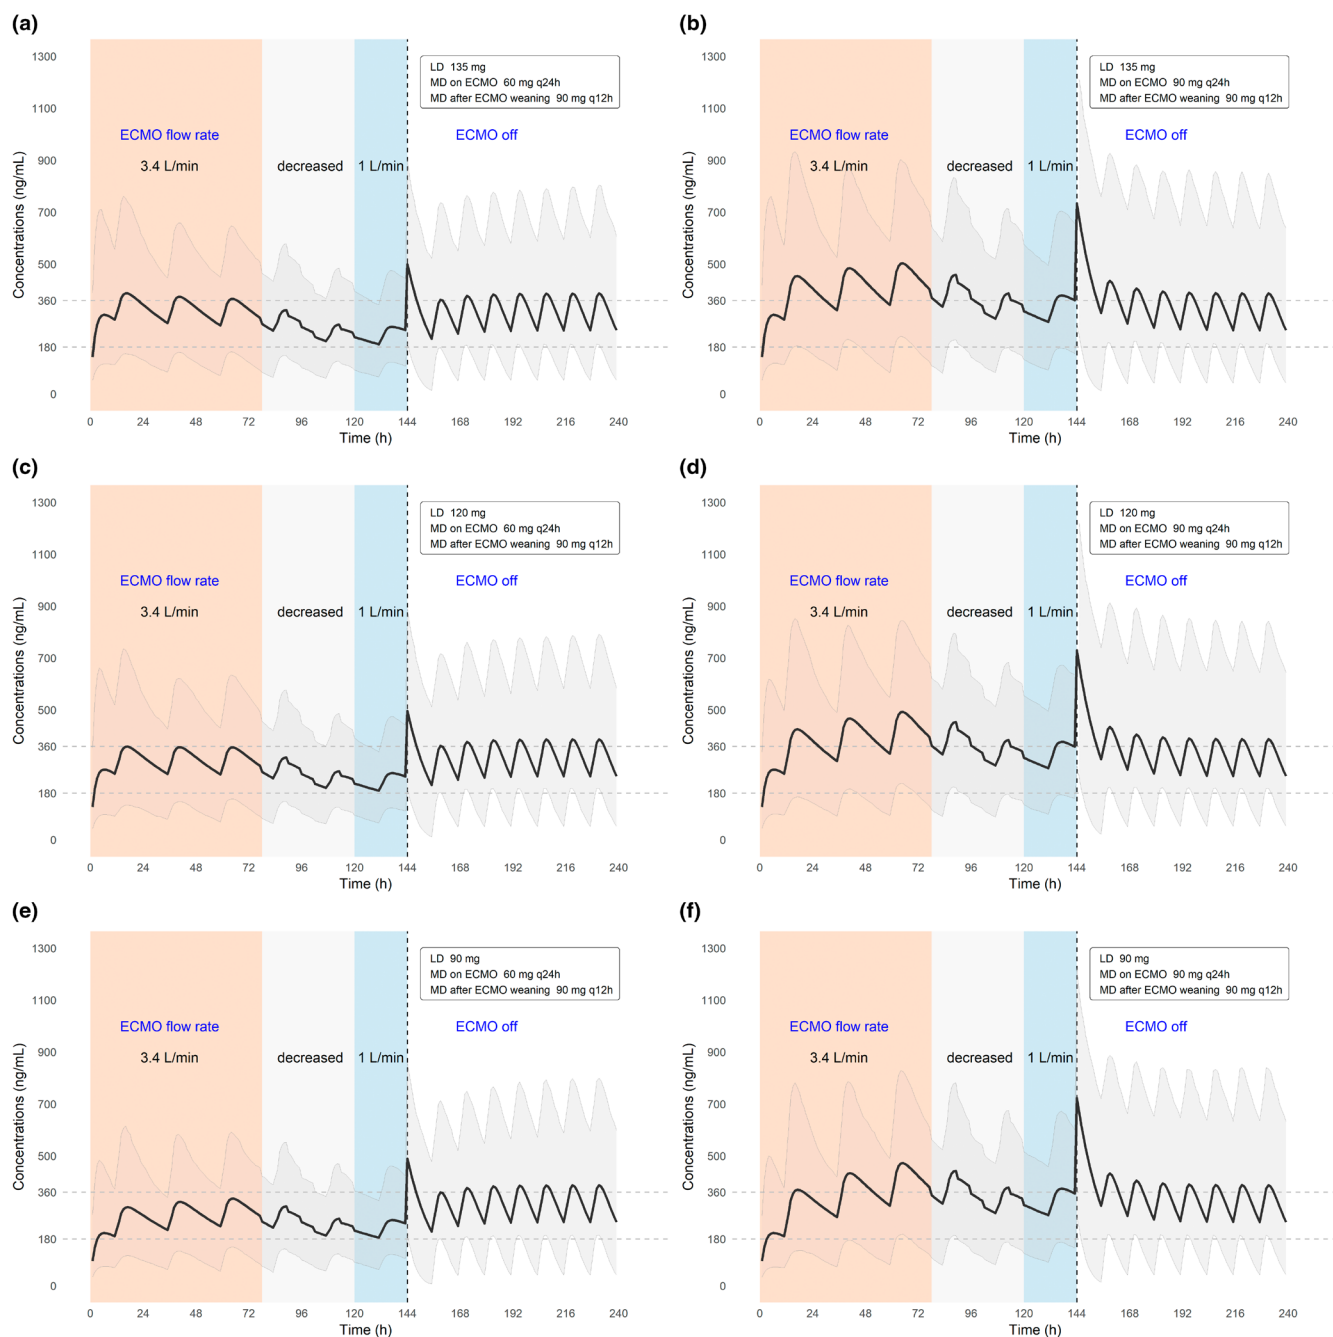 (a)
Concentrations (ng/mL)
1300
1100
900
700
500
360
180
0
LD 135 mg
MD on ECMO 60 mg q24h
MD after ECMO weaning 90 mg q12h
ECMO flow rate
ECMO off
3.4 L/min
decreased
1 L/min
0 24 48 72 96 120 144 168 192 216 240
Time (h)
(b)
Concentrations (ng/mL)
1300
1100
900
700
500
360
180
0
LD 135 mg
MD on ECMO 90 mg q24h
MD after ECMO weaning 90 mg q12h
ECMO flow rate
ECMO off
3.4 L/min
decreased
1 L/min
0 24 48 72 96 120 144 168 192 216 240
Time (h)
(c)
Concentrations (ng/mL)
1300
1100
900
700
500
360
180
0
LD 120 mg
MD on ECMO 60 mg q24h
MD after ECMO weaning 90 mg q12h
ECMO flow rate
ECMO off
3.4 L/min
decreased
1 L/min
0 24 48 72 96 120 144 168 192 216 240
Time (h)
(d)
Concentrations (ng/mL)
1300
1100
900
700
500
360
180
0
LD 120 mg
MD on ECMO 90 mg q24h
MD after ECMO weaning 90 mg q12h
ECMO flow rate
ECMO off
3.4 L/min
decreased
1 L/min
0 24 48 72 96 120 144 168 192 216 240
Time (h)
(e)
Concentrations (ng/mL)
1300
1100
900
700
500
360
180
0
LD 90 mg
MD on ECMO 60 mg q24h
MD after ECMO weaning 90 mg q12h
ECMO flow rate
ECMO off
3.4 L/min
decreased
1 L/min
0 24 48 72 96 120 144 168 192 216 240
Time (h)
(f)
Concentrations (ng/mL)
1300
1100
900
700
500
360
180
0
LD 90 mg
MD on ECMO 90 mg q24h
MD after ECMO weaning 90 mg q12h
ECMO flow rate
ECMO off
3.4 L/min
decreased
1 L/min
0 24 48 72 96 120 144 168 192 216 240
Time (h)